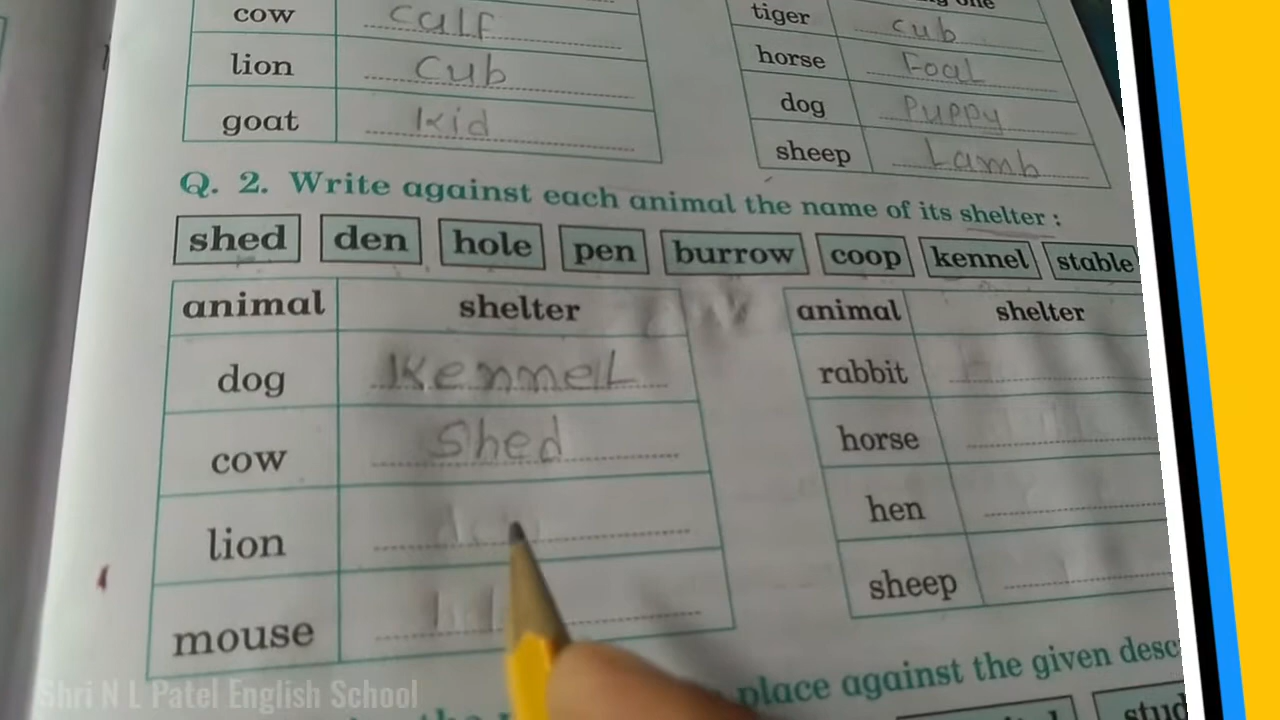 cow calf
lion cub
goat kid
one
tiger cub
horse Foal
dog Puppy
sheep Lamb
Q. 2. Write against each animal the name of its shelter :
shed den hole pen burrow coop kennel stable
animal shelter
dog Kennel
cow Shed
lion
mouse
animal shelter
rabbit
horse
hen
sheep
place against the given
Shri N L Patel English School